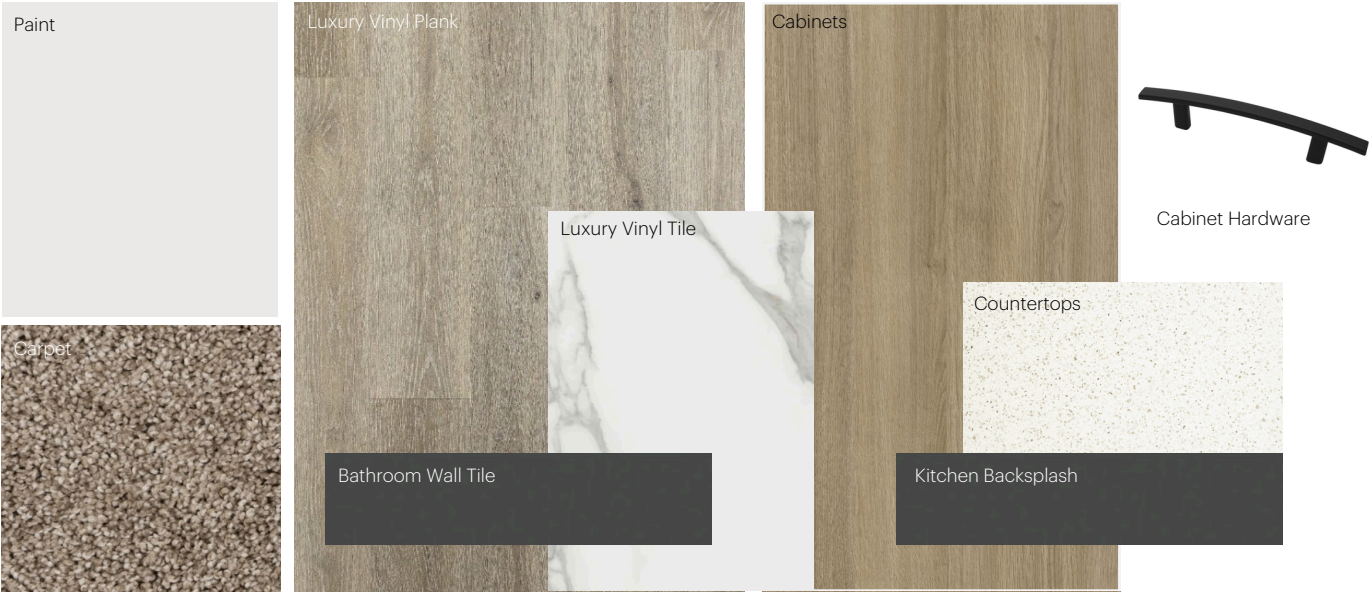 Paint
Luxury Vinyl Plank
Cabinets
Cabinet Hardware
Luxury Vinyl Tile
Countertops
Carpet
Bathroom Wall Tile
Kitchen Backsplash